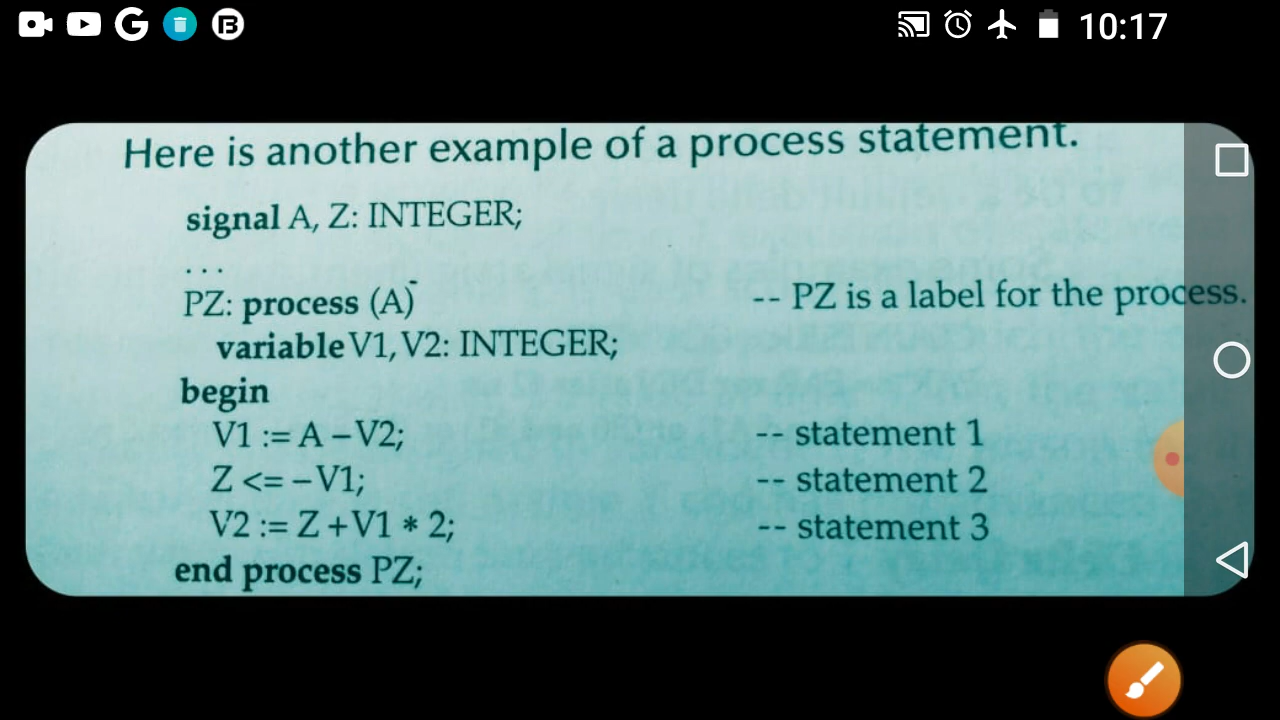 10:17
Here is another example of a process statement.
signal A, Z: INTEGER;
. . .
PZ: process (A) -- PZ is a label for the process.
variable V1, V2: INTEGER;
begin
V1 := A – V2; -- statement 1
Z <= – V1; -- statement 2
V2 := Z + V1 * 2; -- statement 3
end process PZ;